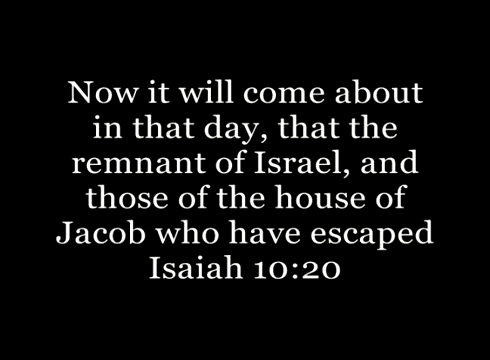 Now it will come about
in that day, that the
remnant of Israel, and
those of the house of
Jacob who have escaped
Isaiah 10:20